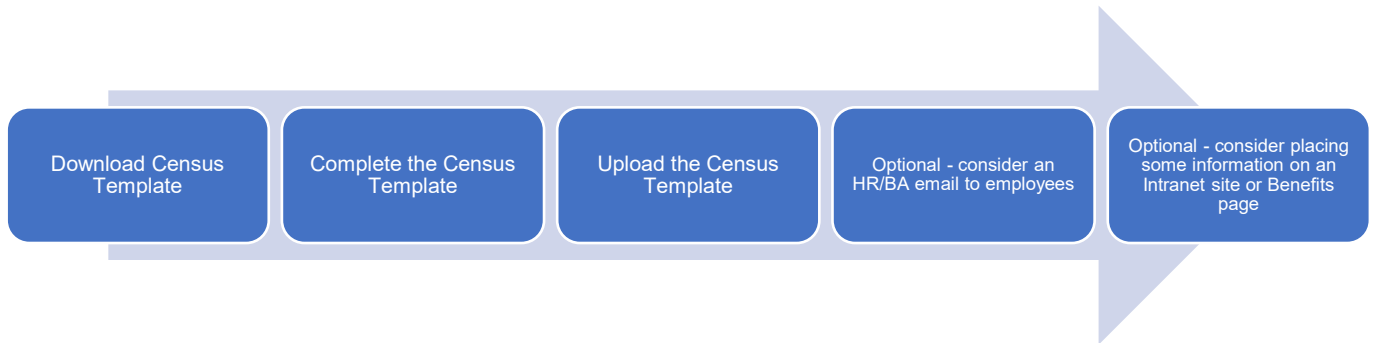 Download Census
Template
Complete the Census
Template
Upload the Census
Template
Optional - consider an
HR/BA email to employees
Optional - consider placing
some information on an
Intranet site or Benefits
page